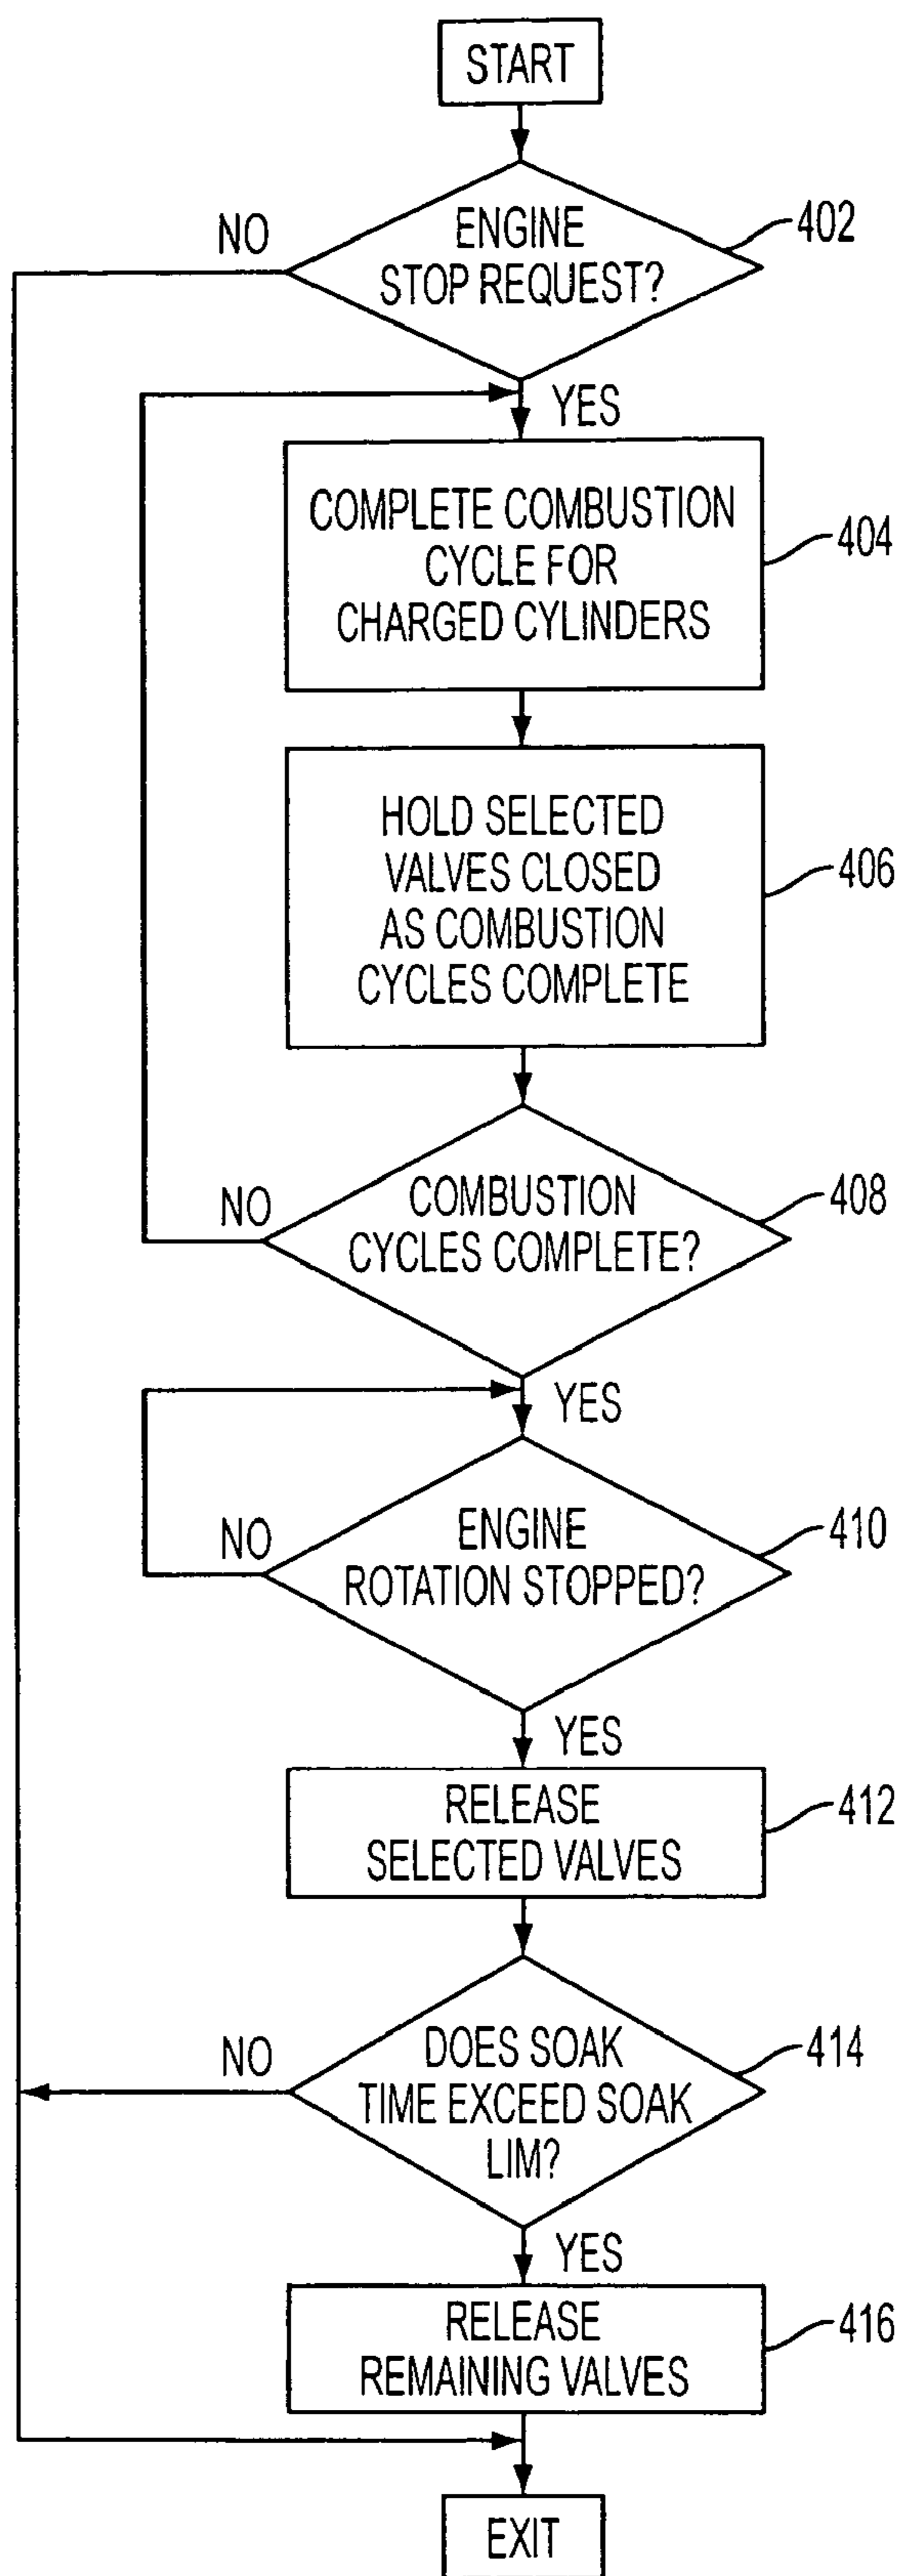 START
NO
ENGINE
STOP REQUEST?
402
YES
COMPLETE COMBUSTION
CYCLE FOR
CHARGED CYLINDERS
404
HOLD SELECTED
VALVES CLOSED
AS COMBUSTION
CYCLES COMPLETE
406
NO
COMBUSTION
CYCLES COMPLETE?
408
YES
NO
ENGINE
ROTATION STOPPED?
410
YES
RELEASE
SELECTED VALVES
412
NO
DOES SOAK
TIME EXCEED SOAK
LIM?
414
YES
RELEASE
REMAINING VALVES
416
EXIT